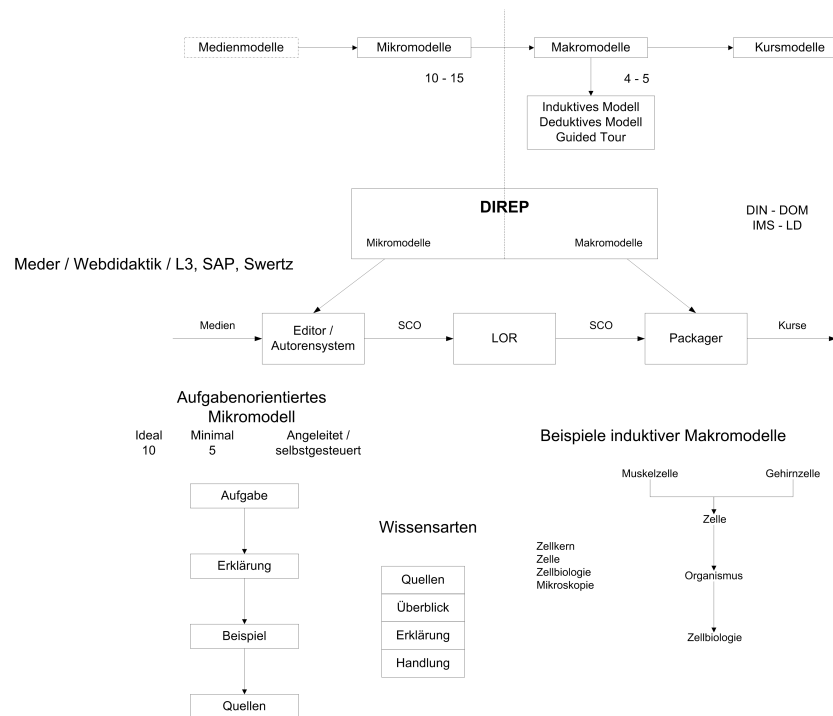 Medienmodelle
Mikromodelle
Makromodelle
Kursmodelle
10 - 15
4 - 5
Induktives Modell
Deduktives Modell
Guided Tour
DIREP
Mikromodelle
Makromodelle
DIN - DOM
IMS - LD
Meder / Webdidaktik / L3, SAP, Swertz
Medien
Editor /
Autorensystem
SCO
LOR
SCO
Packager
Kurse
Aufgabenorientiertes
Mikromodell
Ideal
10
Minimal
5
Angeleitet /
selbstgesteuert
Aufgabe
Erklärung
Beispiel
Quellen
Wissensarten
Quellen
Überblick
Erklärung
Handlung
Beispiele induktiver Makromodelle
Muskelzelle
Gehirnzelle
Zelle
Organismus
Zellbiologie
Zellkern
Zelle
Zellbiologie
Mikroskopie